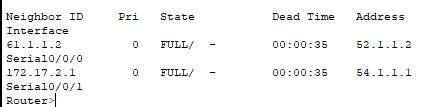 Neighbor ID Pri State Dead Time Address
Interface
61.1.1.2 0 FULL/ - 00:00:35 52.1.1.2
Serial0/0/0
172.17.2.1 0 FULL/ - 00:00:35 54.1.1.1
Serial0/0/1
Router>